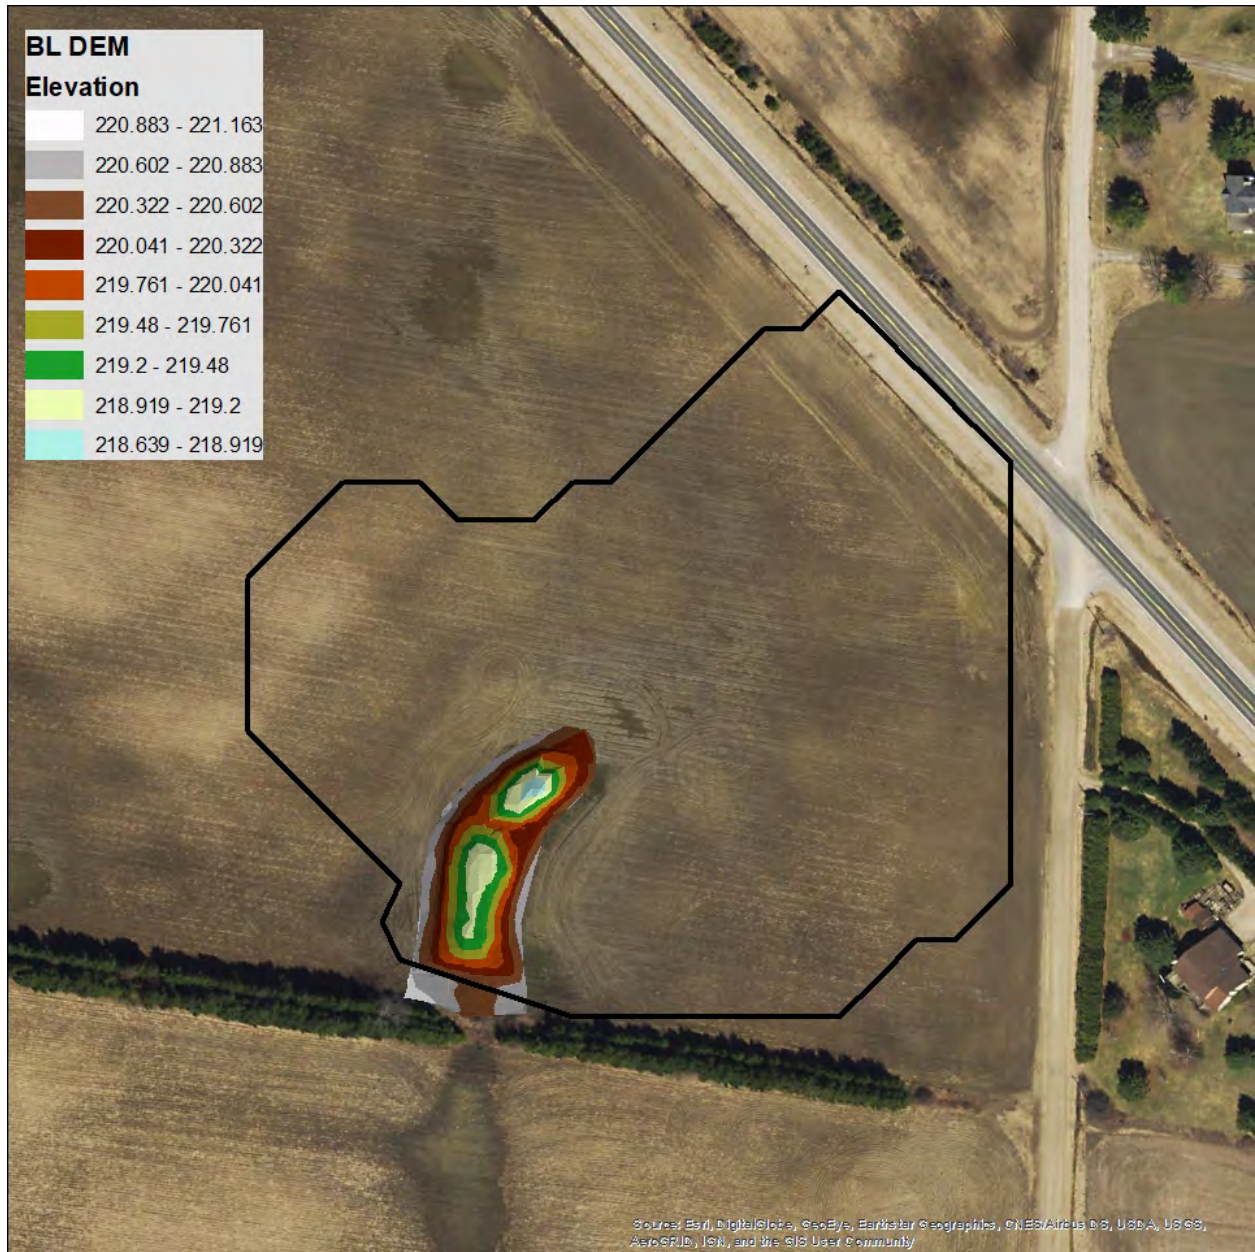 BL DEM
Elevation
220.883 - 221.163
220.602 - 220.883
220.322 - 220.602
220.041 - 220.322
219.761 - 220.041
219.48 - 219.761
219.2 - 219.48
218.919 - 219.2
218.639 - 218.919
Source: Esri, DigitalGlobe, GeoEye, Earthstar Geographics, CNES/Airbus DS, USDA, USGS,
AeroGRID, IGN, and the GIS User Community